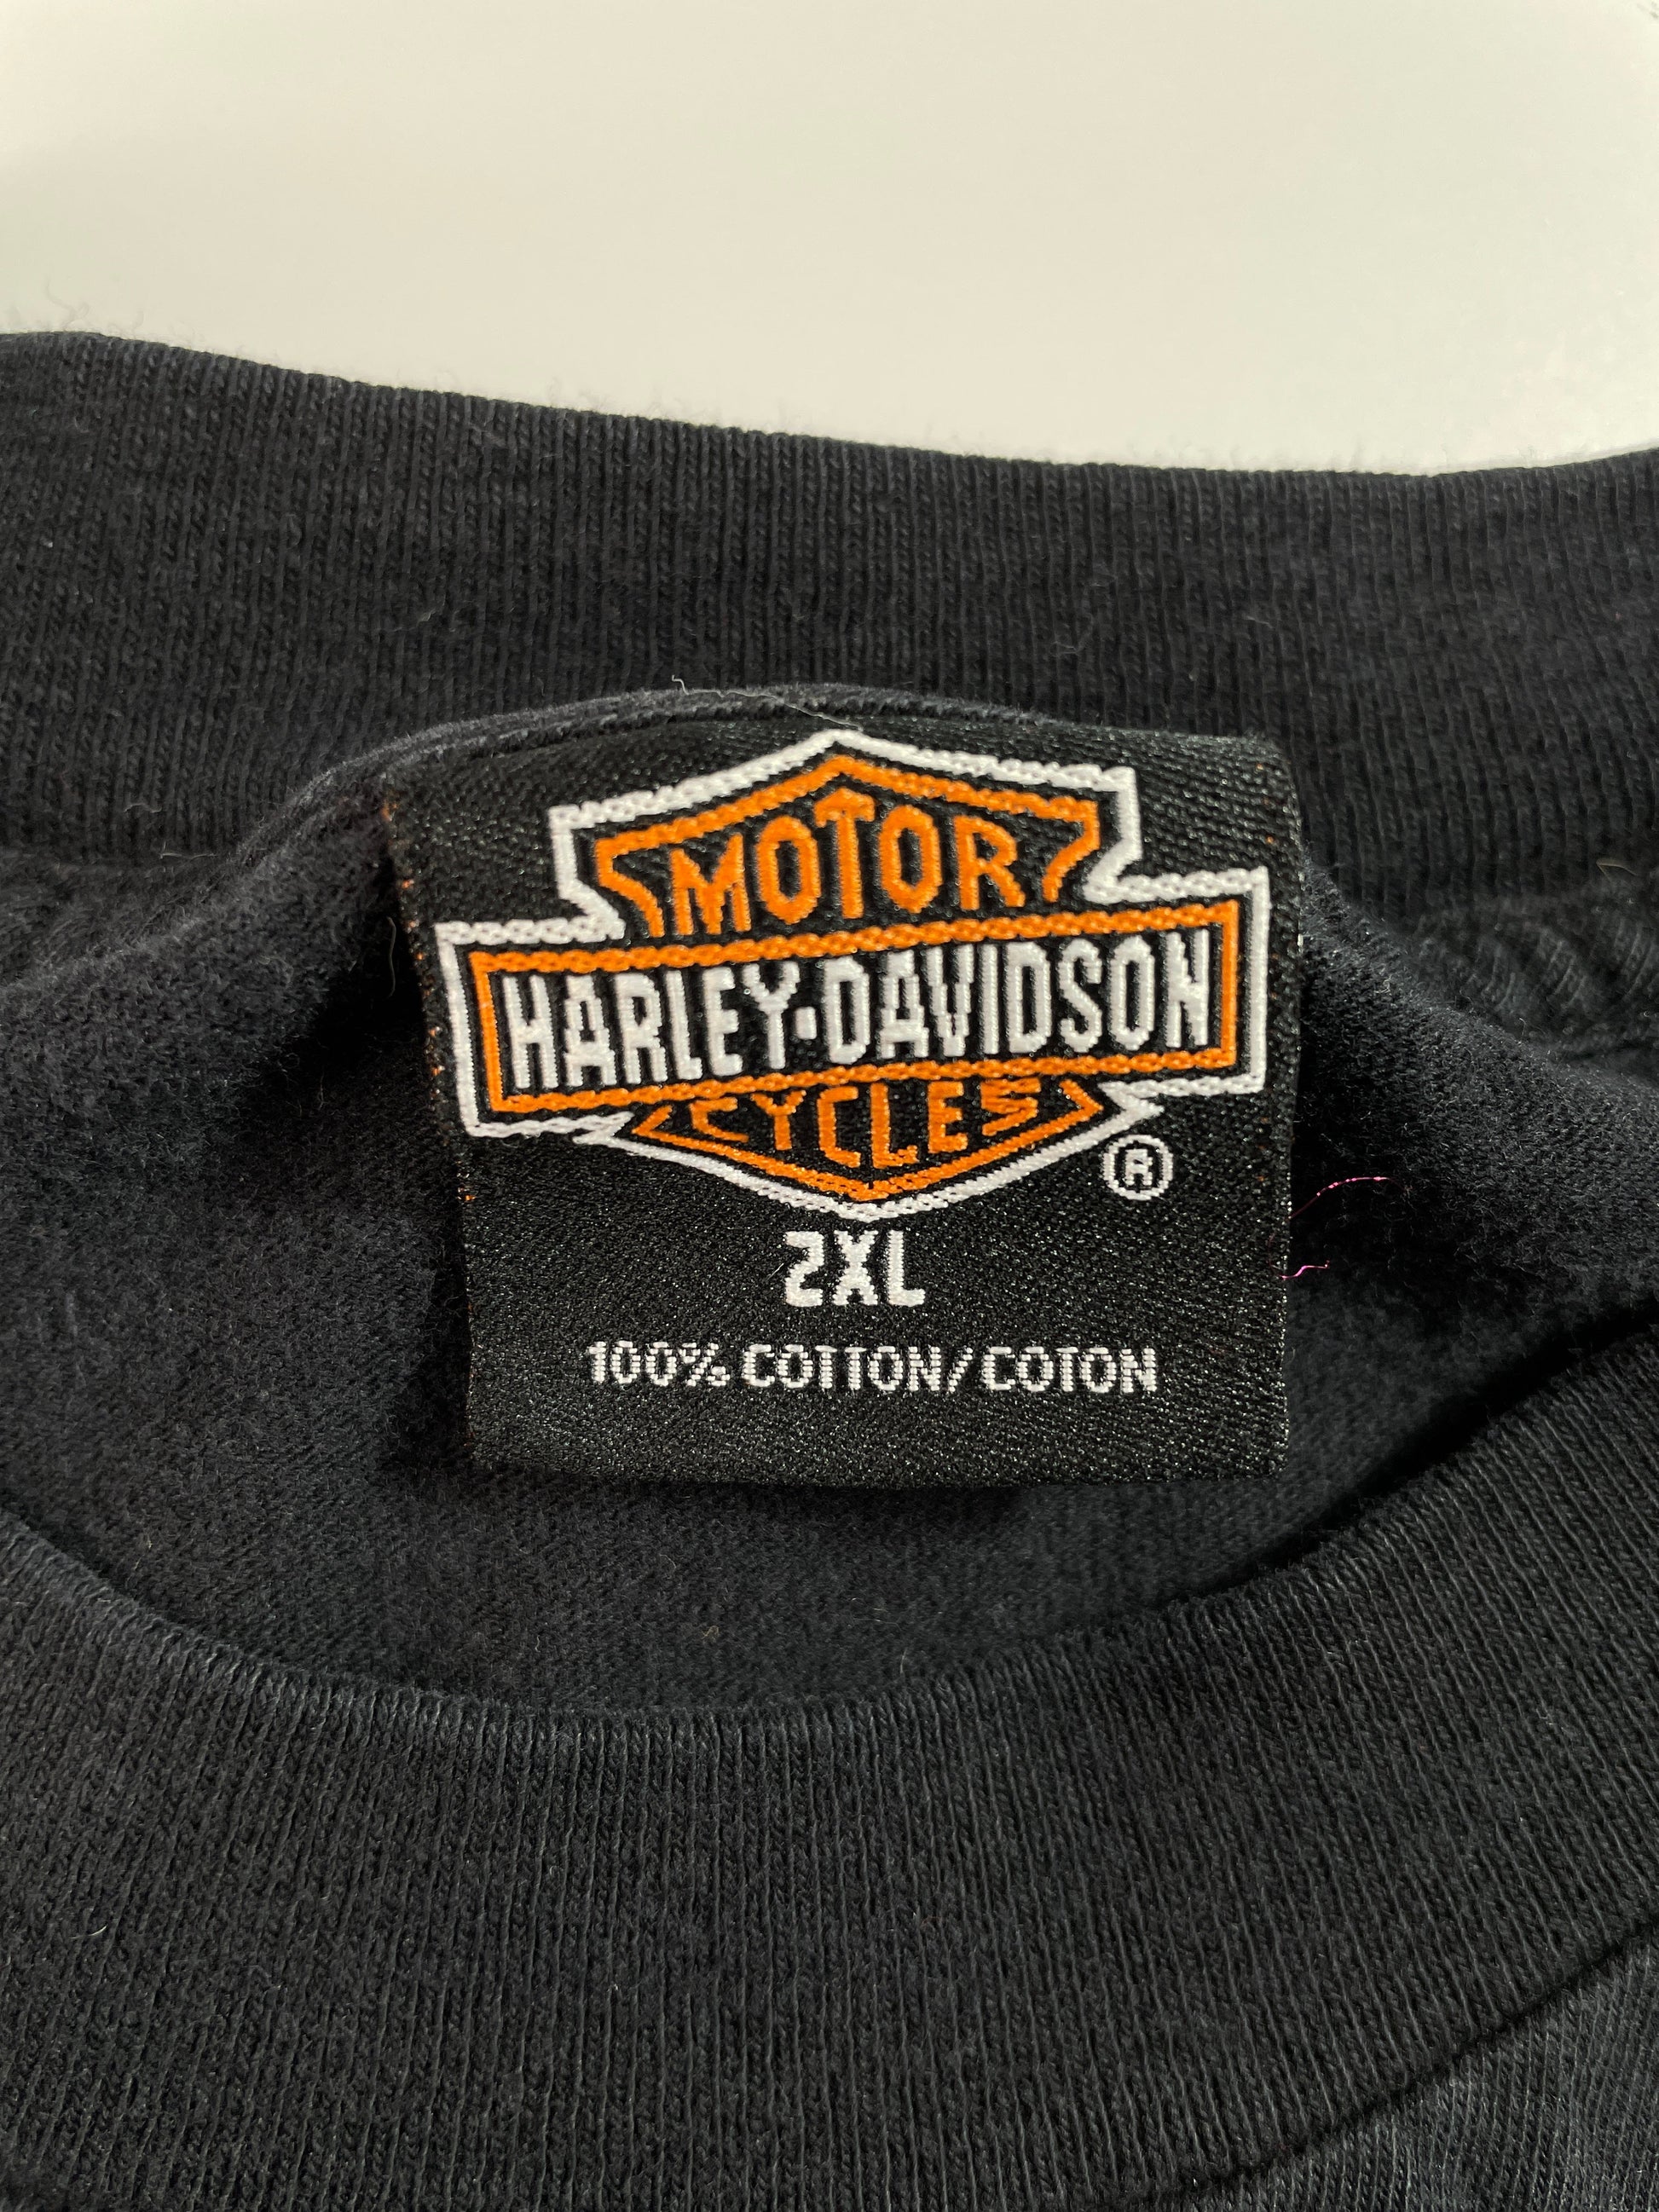 MOTOR
HARLEY-DAVIDSON
CYCLES
®
2XL
100% COTTON/COTON